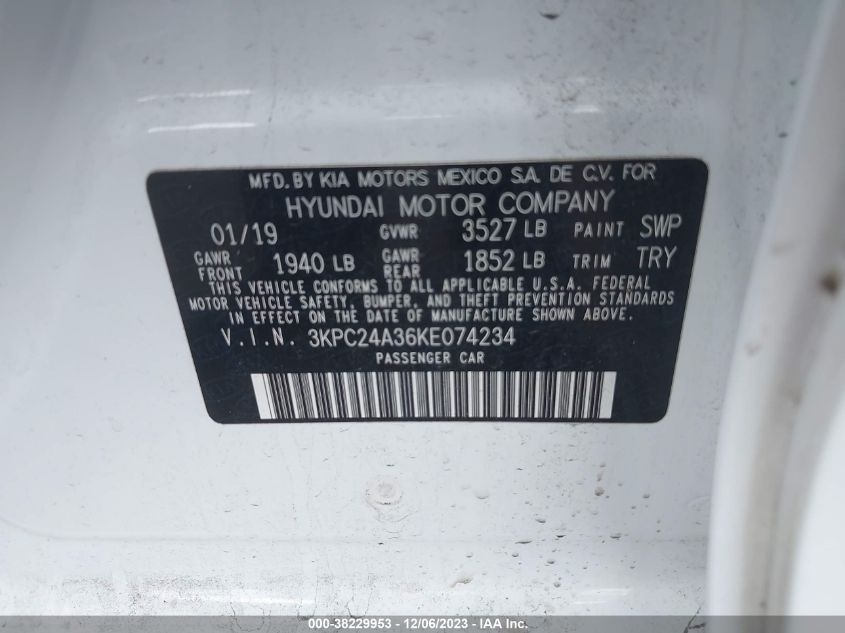 MFD. BY KIA MOTORS MEXICO S.A. DE C.V. FOR
HYUNDAI MOTOR COMPANY
01/19 GVWR 3527 LB PAINT SWP
GAWR FRONT 1940 LB GAWR REAR 1852 LB TRIM TRY
THIS VEHICLE CONFORMS TO ALL APPLICABLE U.S.A. FEDERAL
MOTOR VEHICLE SAFETY, BUMPER, AND THEFT PREVENTION STANDARDS
IN EFFECT ON THE DATE OF MANUFACTURE SHOWN ABOVE.
V.I.N. 3KPC24A36KE074234
PASSENGER CAR
000-38229953 - 12/06/2023 - IAA Inc.